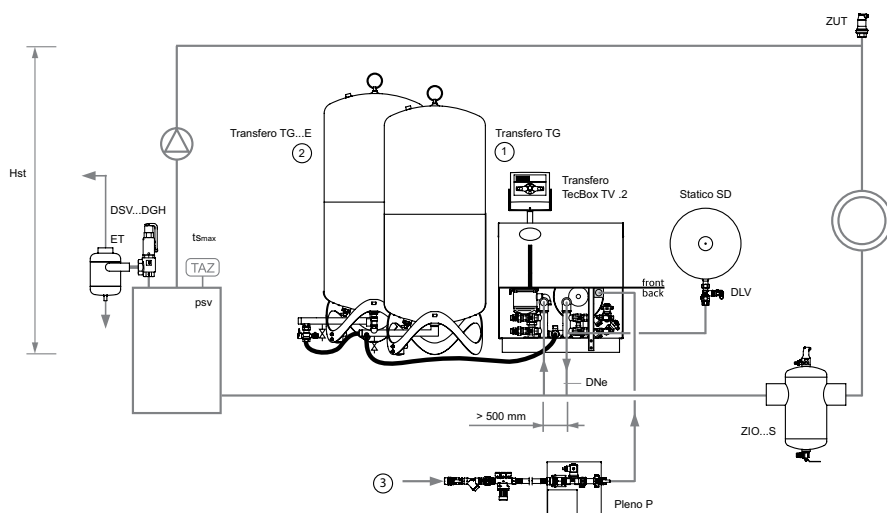 ZUT
Transfero TG...E
2
Transfero TG
1
Hst
Transfero
TecBox TV .2
Statico SD
DSV...DGH
ET
tsmax
TAZ
psv
front
back
DLV
DNe
> 500 mm
ZIO...S
3
Pleno P